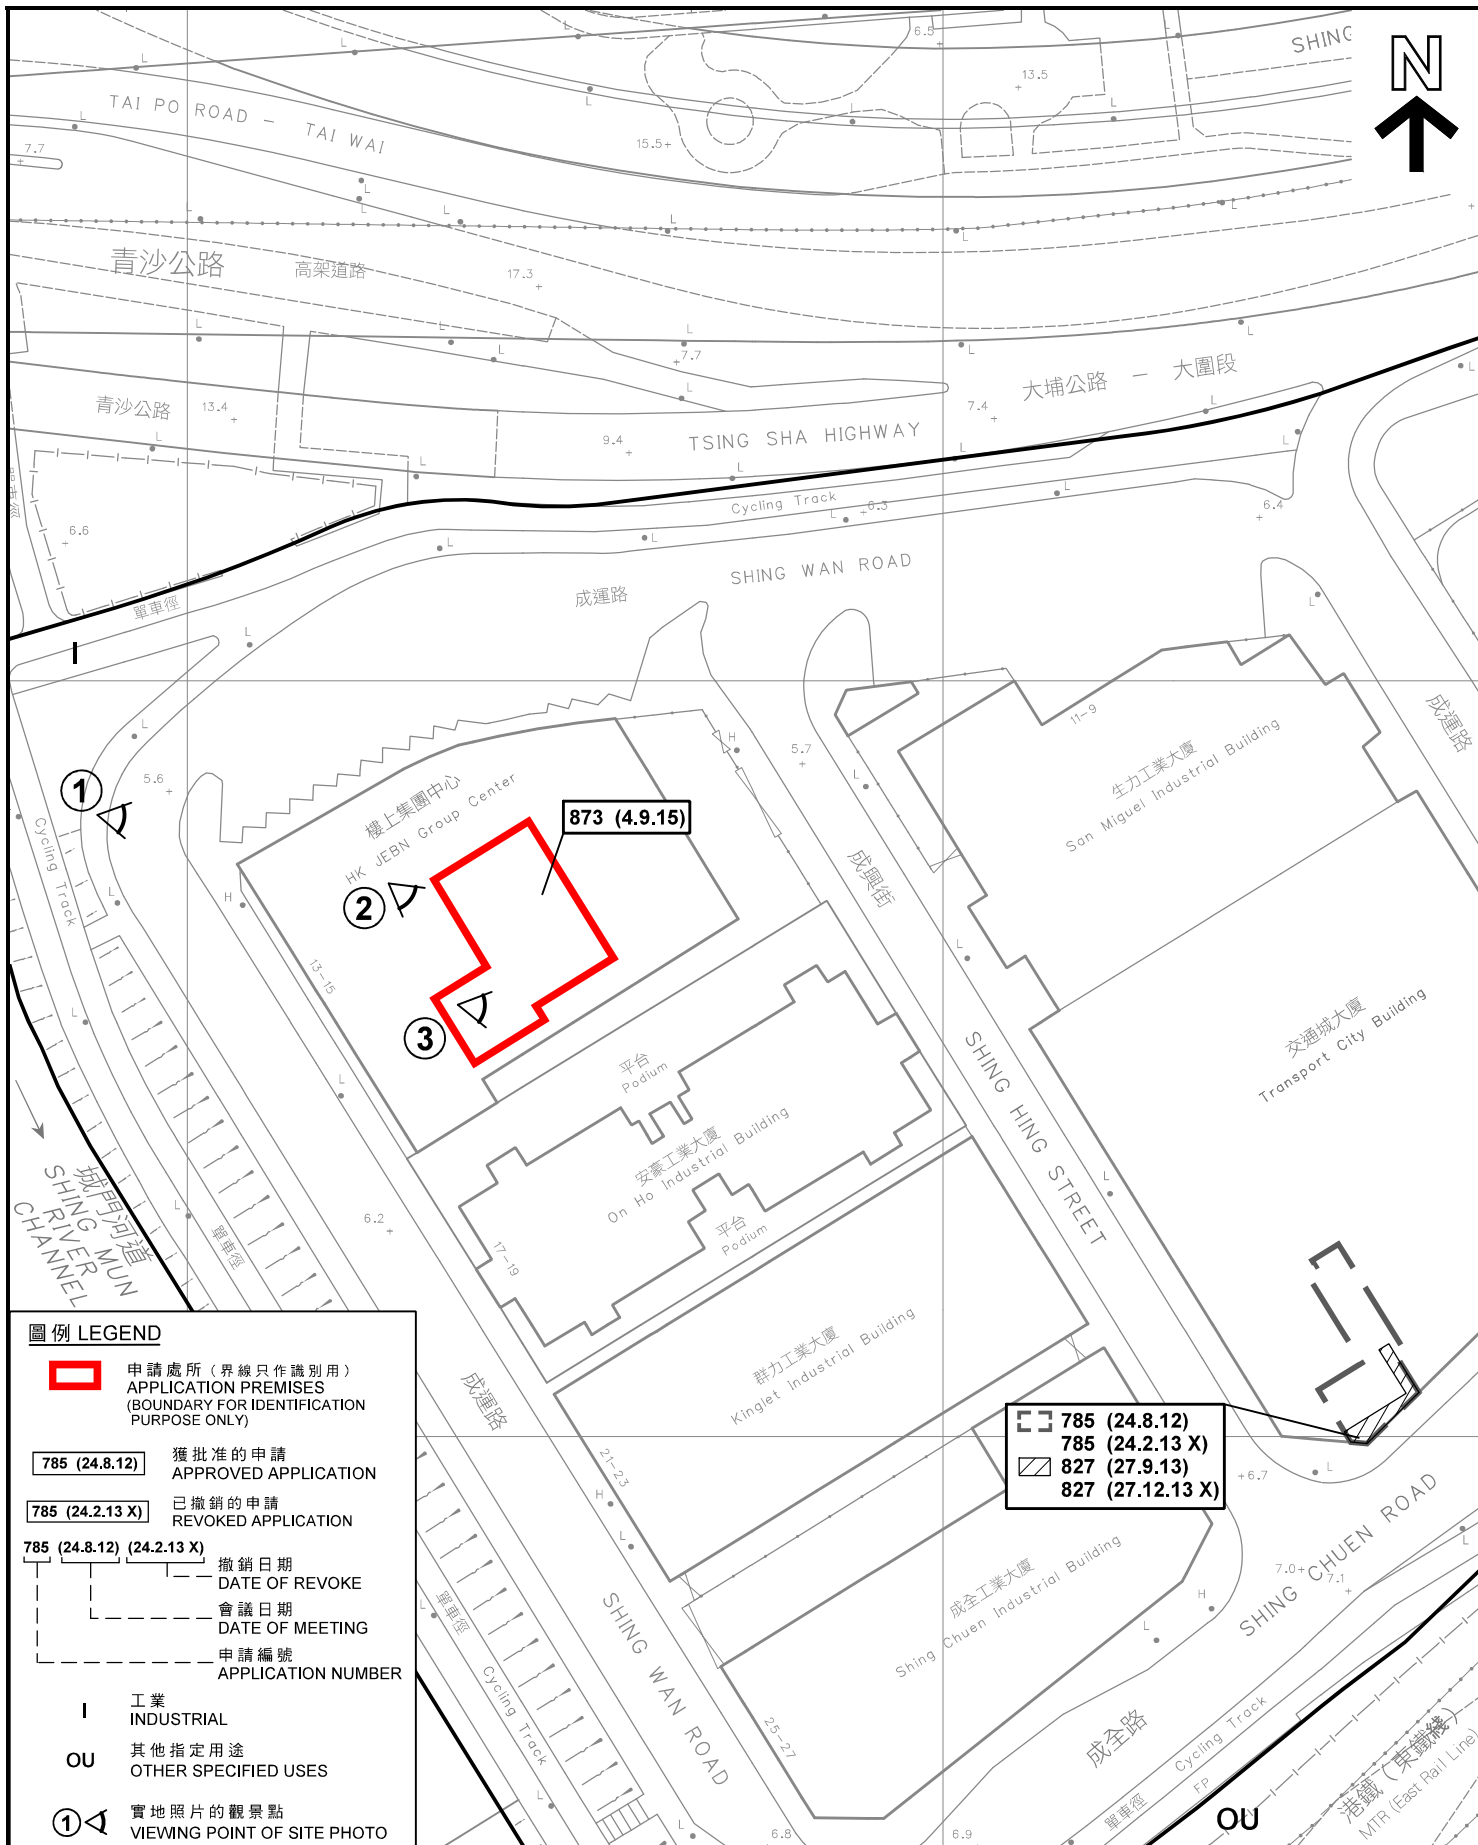 SHING
N
6.5
13.5
TAI PO ROAD - TAI WAI
15.5
7.7
L
青沙公路
高架道路
17.3
7.7
大埔公路 － 大圍段
青沙公路
13.4
7.4
9.4
TSING SHA HIGHWAY
Cycling Track
6.3
6.4
6.6
SHING WAN ROAD
成運路
單車徑
I
成運路
11-9
生力工業大廈
San Miguel Industrial Building
H
5.7
5.6
1
Cycling Track
樓上集團中心
HK JEBN Group Center
873 (4.9.15)
成興街
2
H
13-15
3
交通城大廈
Transport City Building
平台
Podium
SHING HING STREET
安豪工業大廈
On Ho Industrial Building
平台
Podium
17-19
6.2
城門河道
SHING MUN
RIVER
CHANNEL
單車徑
群力工業大廈
Kinglet Industrial Building
成運路
21-23
H
785 (24.8.12)
785 (24.2.13 X)
827 (27.9.13)
827 (27.12.13 X)
6.7
SHING CHUEN ROAD
7.0
7.1
H
成全工業大廈
Shing Chuen Industrial Building
SHING WAN ROAD
25-27
單車徑
Cycling Track
成全路
單車徑
Cycling Track
FP
港鐵（東鐵綫）
MTR (East Rail Line)
OU
6.8
6.9
圖例 LEGEND
申請處所（界線只作識別用）
APPLICATION PREMISES
(BOUNDARY FOR IDENTIFICATION
PURPOSE ONLY)
785 (24.8.12)
獲批准的申請
APPROVED APPLICATION
785 (24.2.13 X)
已撤銷的申請
REVOKED APPLICATION
785 (24.8.12) (24.2.13 X)
撤銷日期
DATE OF REVOKE
會議日期
DATE OF MEETING
申請編號
APPLICATION NUMBER
I
工業
INDUSTRIAL
OU
其他指定用途
OTHER SPECIFIED USES
1
實地照片的觀景點
VIEWING POINT OF SITE PHOTO